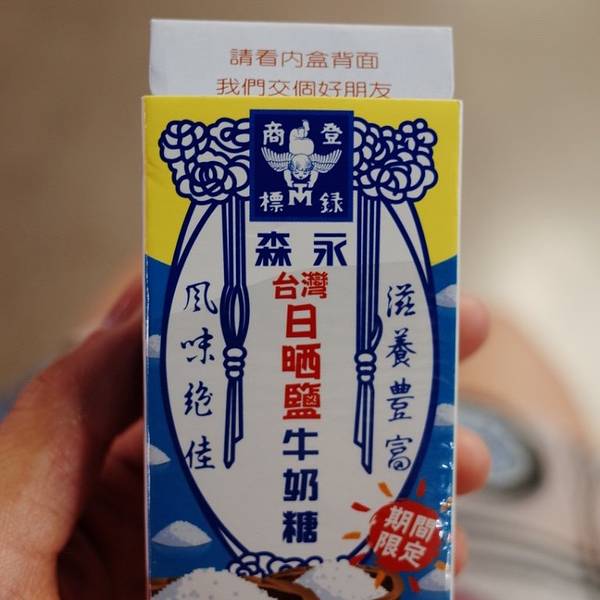 請看內盒背面
我們交個好朋友
登錄
商標
永森
台灣
日晒鹽牛奶糖
滋養豐富
風味絕佳
期間
限定